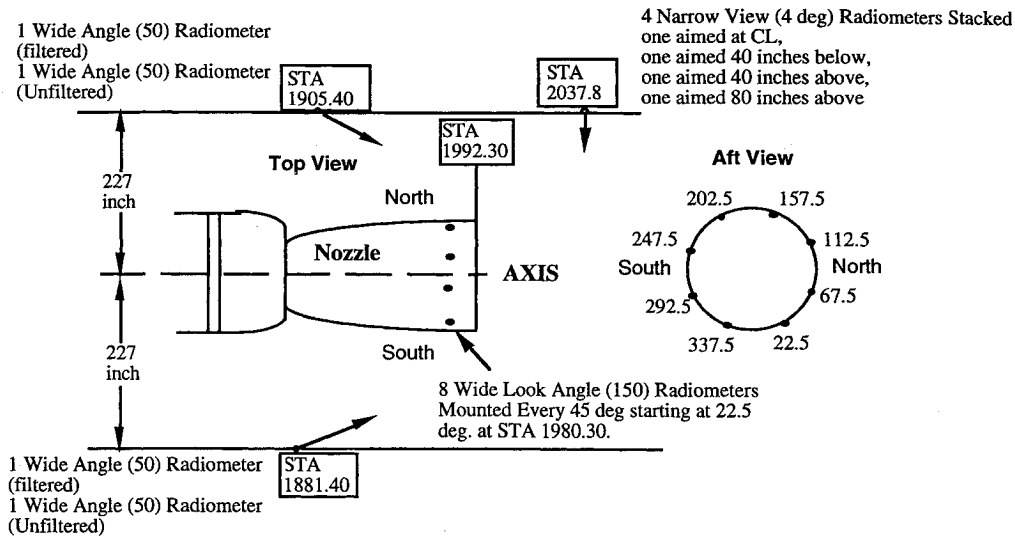 1 Wide Angle (50) Radiometer
(filtered)
1 Wide Angle (50) Radiometer
(Unfiltered)
STA
1905.40
STA
2037.8
4 Narrow View (4 deg) Radiometers Stacked
one aimed at CL,
one aimed 40 inches below,
one aimed 40 inches above,
one aimed 80 inches above
STA
1992.30
Top View
Aft View
227
inch
North
Nozzle
AXIS
202.5
157.5
247.5
112.5
South
North
292.5
67.5
337.5
22.5
227
inch
South
8 Wide Look Angle (150) Radiometers
Mounted Every 45 deg starting at 22.5
deg. at STA 1980.30.
1 Wide Angle (50) Radiometer
(filtered)
1 Wide Angle (50) Radiometer
(Unfiltered)
STA
1881.40